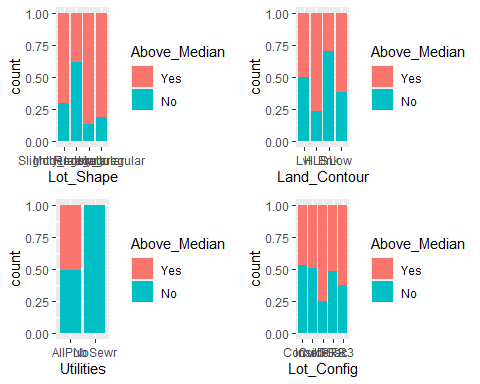 1.00
0.75
0.50
0.25
0.00
count
Lot_Shape
Above_Median
Yes
No
1.00
0.75
0.50
0.25
0.00
count
Land_Contour
Above_Median
Yes
No
1.00
0.75
0.50
0.25
0.00
count
AllPub NoSewr
Utilities
Above_Median
Yes
No
1.00
0.75
0.50
0.25
0.00
count
Lot_Config
Above_Median
Yes
No